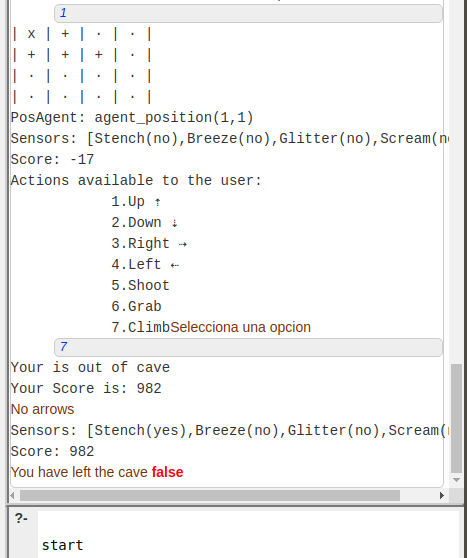 1
| x | + | · | · |
| + | + | + | · |
| · | · | · | · |
| · | · | · | · |
PosAgent: agent_position(1,1)
Sensors: [Stench(no),Breeze(no),Glitter(no),Scream(n
Score: -17
Actions available to the user:
1.Up ⇡
2.Down ⇣
3.Right ⇢
4.Left ⇠
5.Shoot
6.Grab
7.ClimbSelecciona una opcion
7
Your is out of cave
Your Score is: 982
No arrows
Sensors: [Stench(yes),Breeze(no),Glitter(no),Scream(
Score: 982
You have left the cave false
?-
start